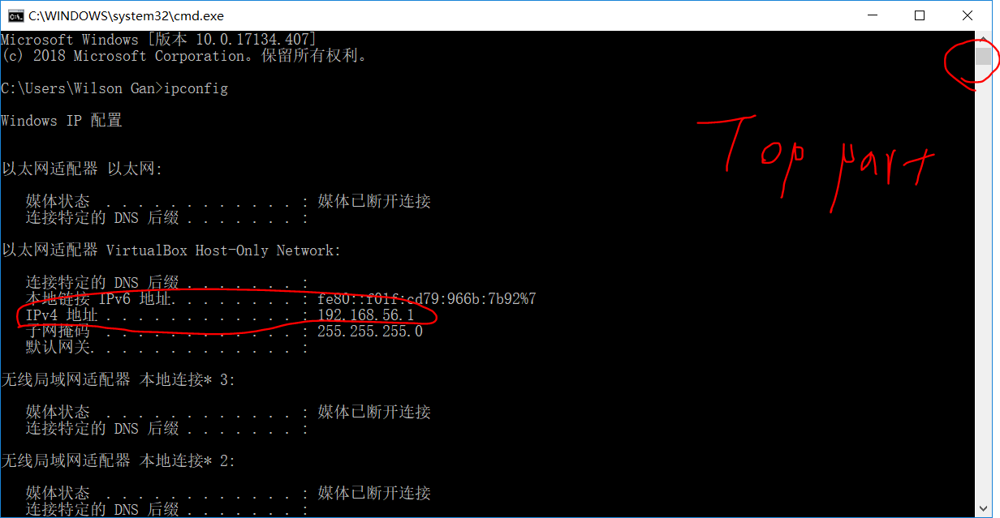 C:\WINDOWS\system32\cmd.exe
Microsoft Windows [版本 10.0.17134.407]
(c) 2018 Microsoft Corporation。保留所有权利。
C:\Users\Wilson Gan>ipconfig
Windows IP 配置
Top part
以太网适配器 以太网:
媒体状态  . . . . . . . . . . . . : 媒体已断开连接
连接特定的 DNS 后缀 . . . . . . . :
以太网适配器 VirtualBox Host-Only Network:
连接特定的 DNS 后缀 . . . . . . . :
本地链接 IPv6 地址. . . . . . . . : fe80::f01f:cd79:966b:7b92%7
IPv4 地址 . . . . . . . . . . . . : 192.168.56.1
子网掩码  . . . . . . . . . . . . : 255.255.255.0
默认网关. . . . . . . . . . . . . :
无线局域网适配器 本地连接* 3:
媒体状态  . . . . . . . . . . . . : 媒体已断开连接
连接特定的 DNS 后缀 . . . . . . . :
无线局域网适配器 本地连接* 2:
媒体状态  . . . . . . . . . . . . : 媒体已断开连接
连接特定的 DNS 后缀 . . . . . . . :